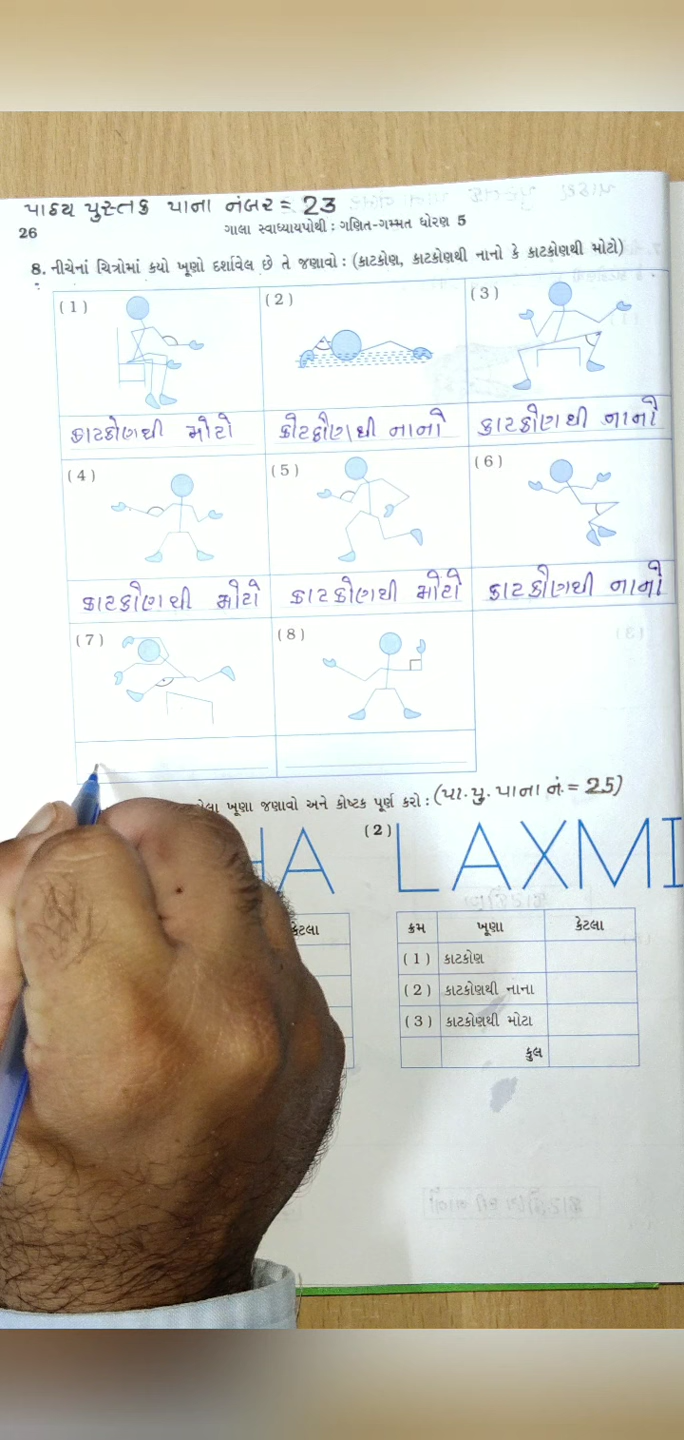 પાઠ્ય પુસ્તક પાના નંબર = 23
26 ગાલા સ્વાધ્યાયપોથી : ગણિત-ગમ્મત ધોરણ 5
8. નીચેનાં ચિત્રોમાં કયો ખૂણો દર્શાવેલ છે તે જણાવો : (કાટકોણ, કાટકોણથી નાનો કે કાટકોણથી મોટો)
(1) (2) (3)
કાટકોણથી મોટો કાટકોણથી નાનો કાટકોણથી નાનો
(4) (5) (6)
કાટકોણથી મોટો કાટકોણથી મોટો કાટકોણથી નાનો
(7) (8)
ખૂણા જણાવો અને કોષ્ટક પૂર્ણ કરો : (પા. પુ. પાના નં. = 25)
HA (2) LAXMI
કેટલા ક્રમ ખૂણા કેટલા
(1) કાટકોણ
(2) કાટકોણથી નાના
(3) કાટકોણથી મોટા
કુલ